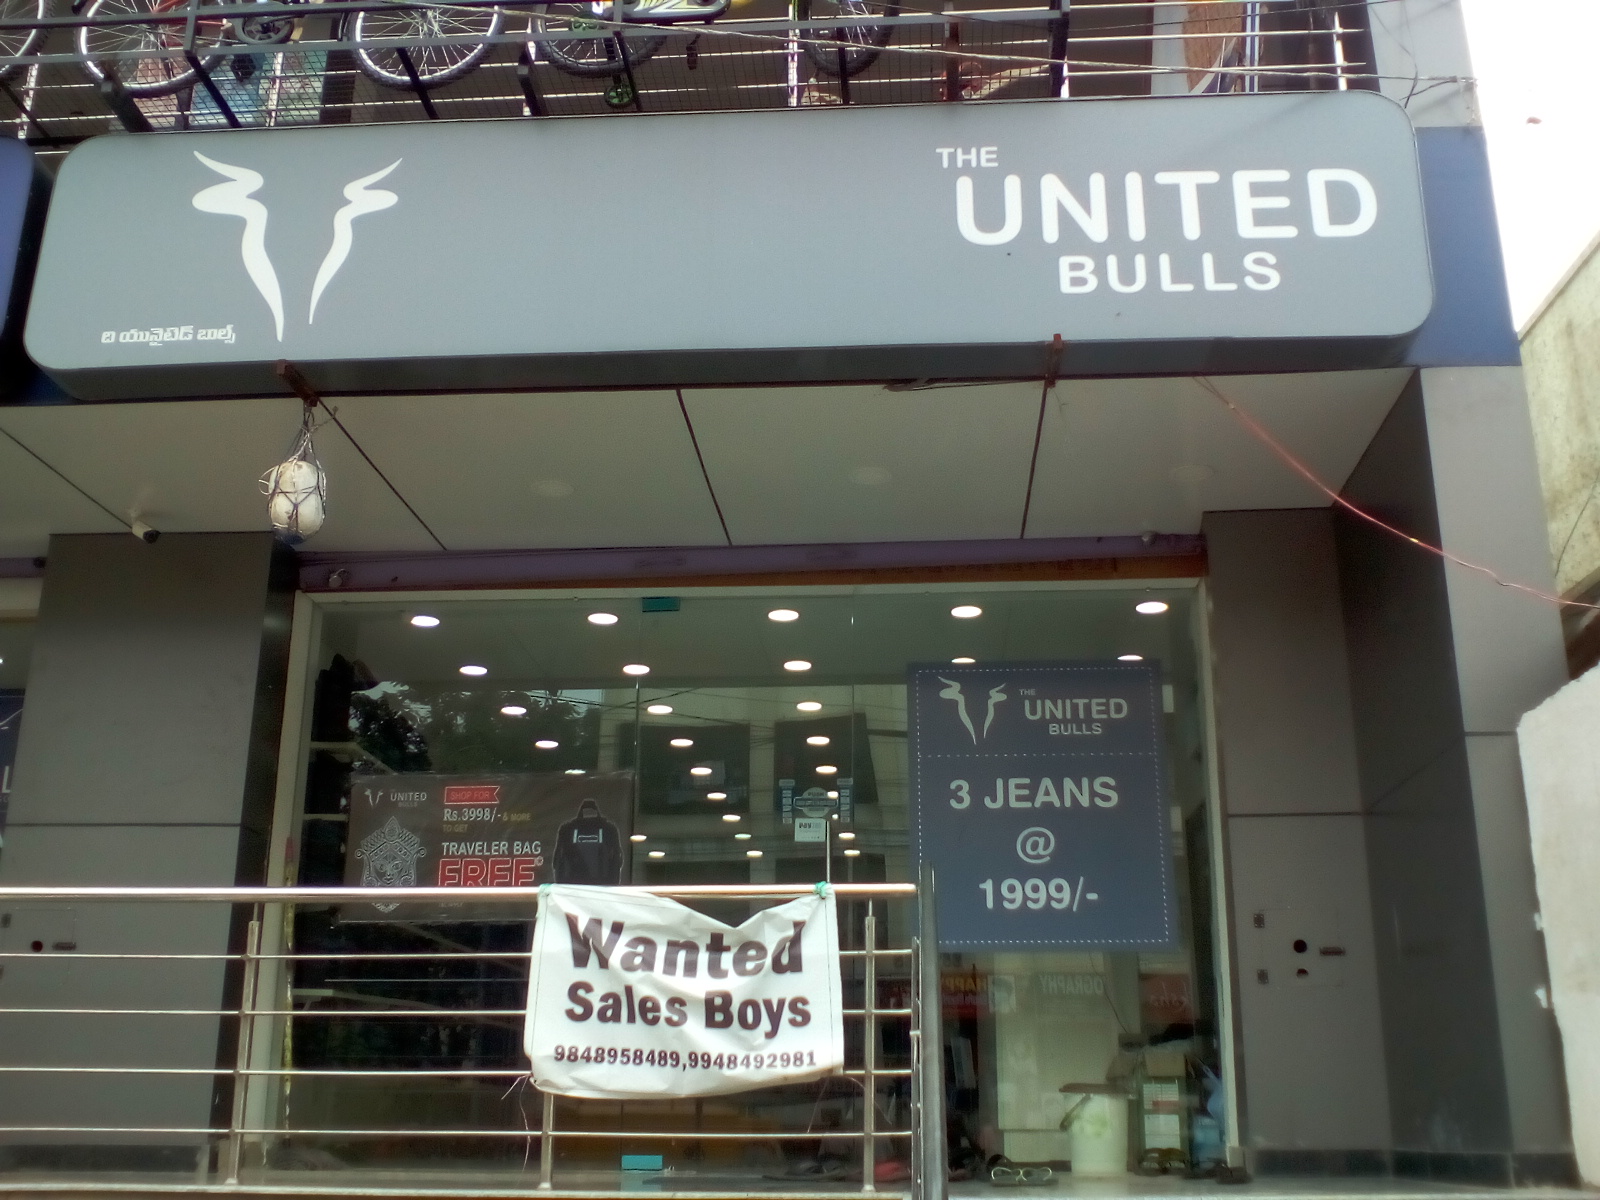 THE
UNITED
BULLS
ది యునైటెడ్ బుల్స్
THE
UNITED
BULLS
3 JEANS
@
1999/-
UNITED
BULLS
SHOP FOR
Rs.3998/- & MORE
TO GET
TRAVELER BAG
FREE
Wanted
Sales Boys
9848958489,9948492981